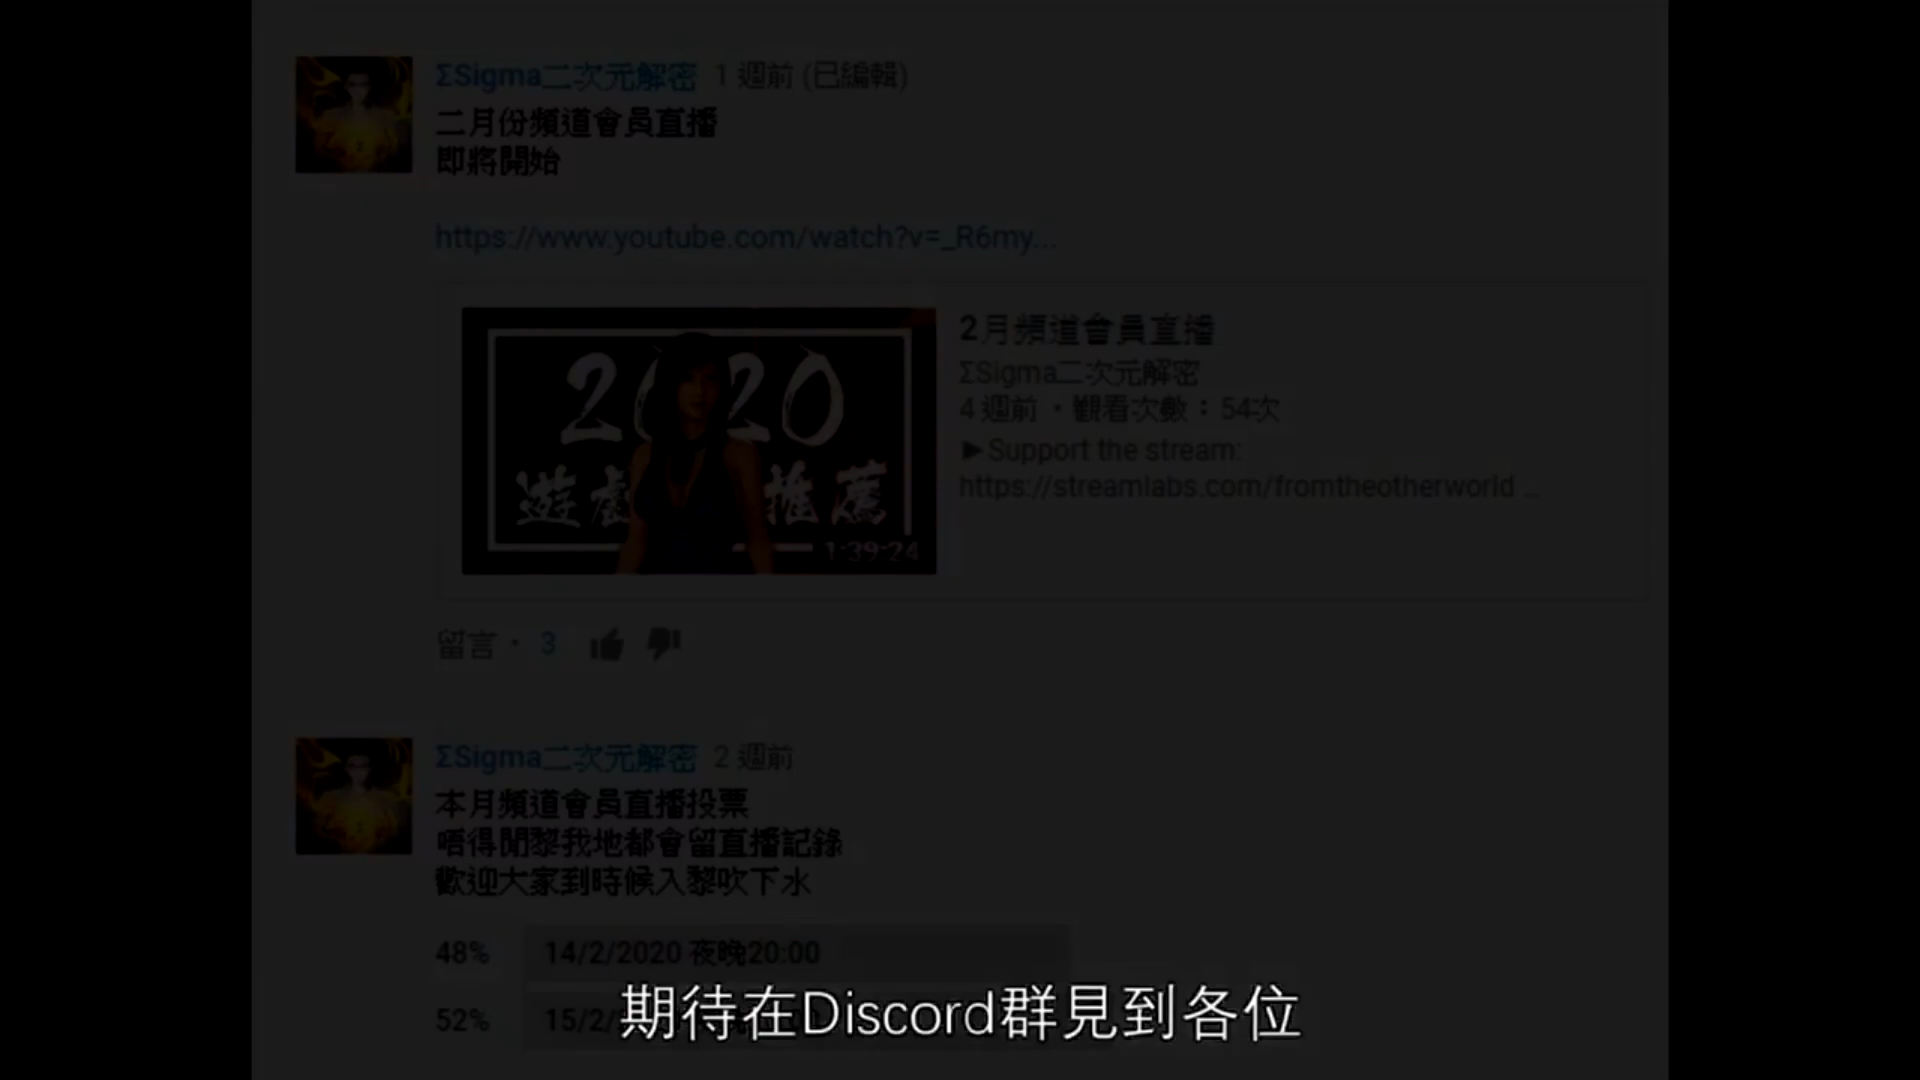 ΣSigma二次元解密 1 週前 (已編輯)
二月份頻道會員直播
即將開始
https://www.youtube.com/watch?v=_R6my...
2020
遊戲推薦
1:39:24
2月頻道會員直播
ΣSigma二次元解密
4 週前・觀看次數：54次
►Support the stream:
https://streamlabs.com/fromtheotherworld ...
留言・ 3
ΣSigma二次元解密 2 週前
本月頻道會員直播投票
唔得閒黎我地都會留直播記錄
歡迎大家到時候入黎吹下水
48% 14/2/2020 夜晚20:00
52% 15/2/
期待在Discord群見到各位